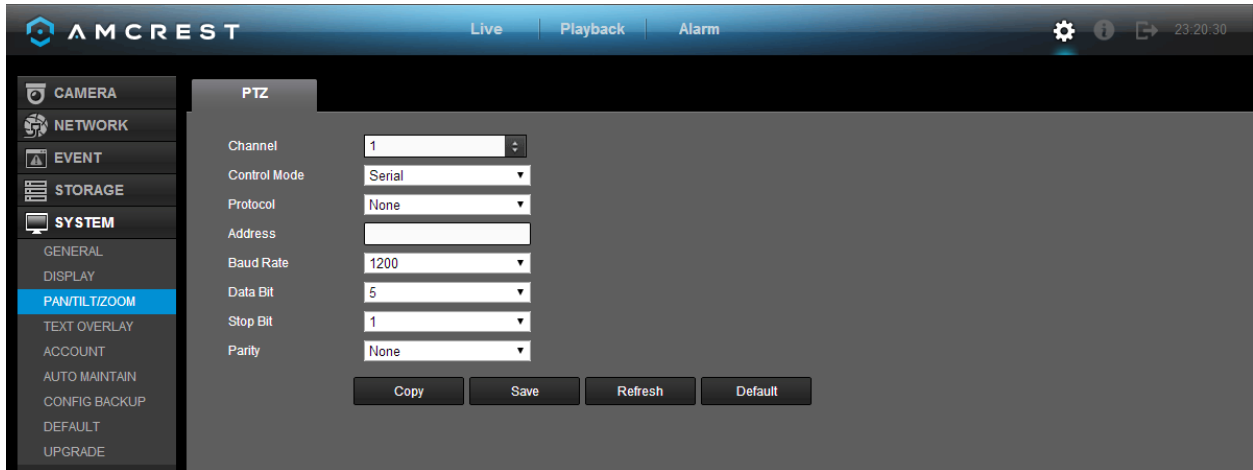 AMCREST
Live Playback Alarm
23:20:30
CAMERA
NETWORK
EVENT
STORAGE
SYSTEM
GENERAL
DISPLAY
PAN/TILT/ZOOM
TEXT OVERLAY
ACCOUNT
AUTO MAINTAIN
CONFIG BACKUP
DEFAULT
UPGRADE
PTZ
Channel 1
Control Mode Serial
Protocol None
Address
Baud Rate 1200
Data Bit 5
Stop Bit 1
Parity None
Copy Save Refresh Default